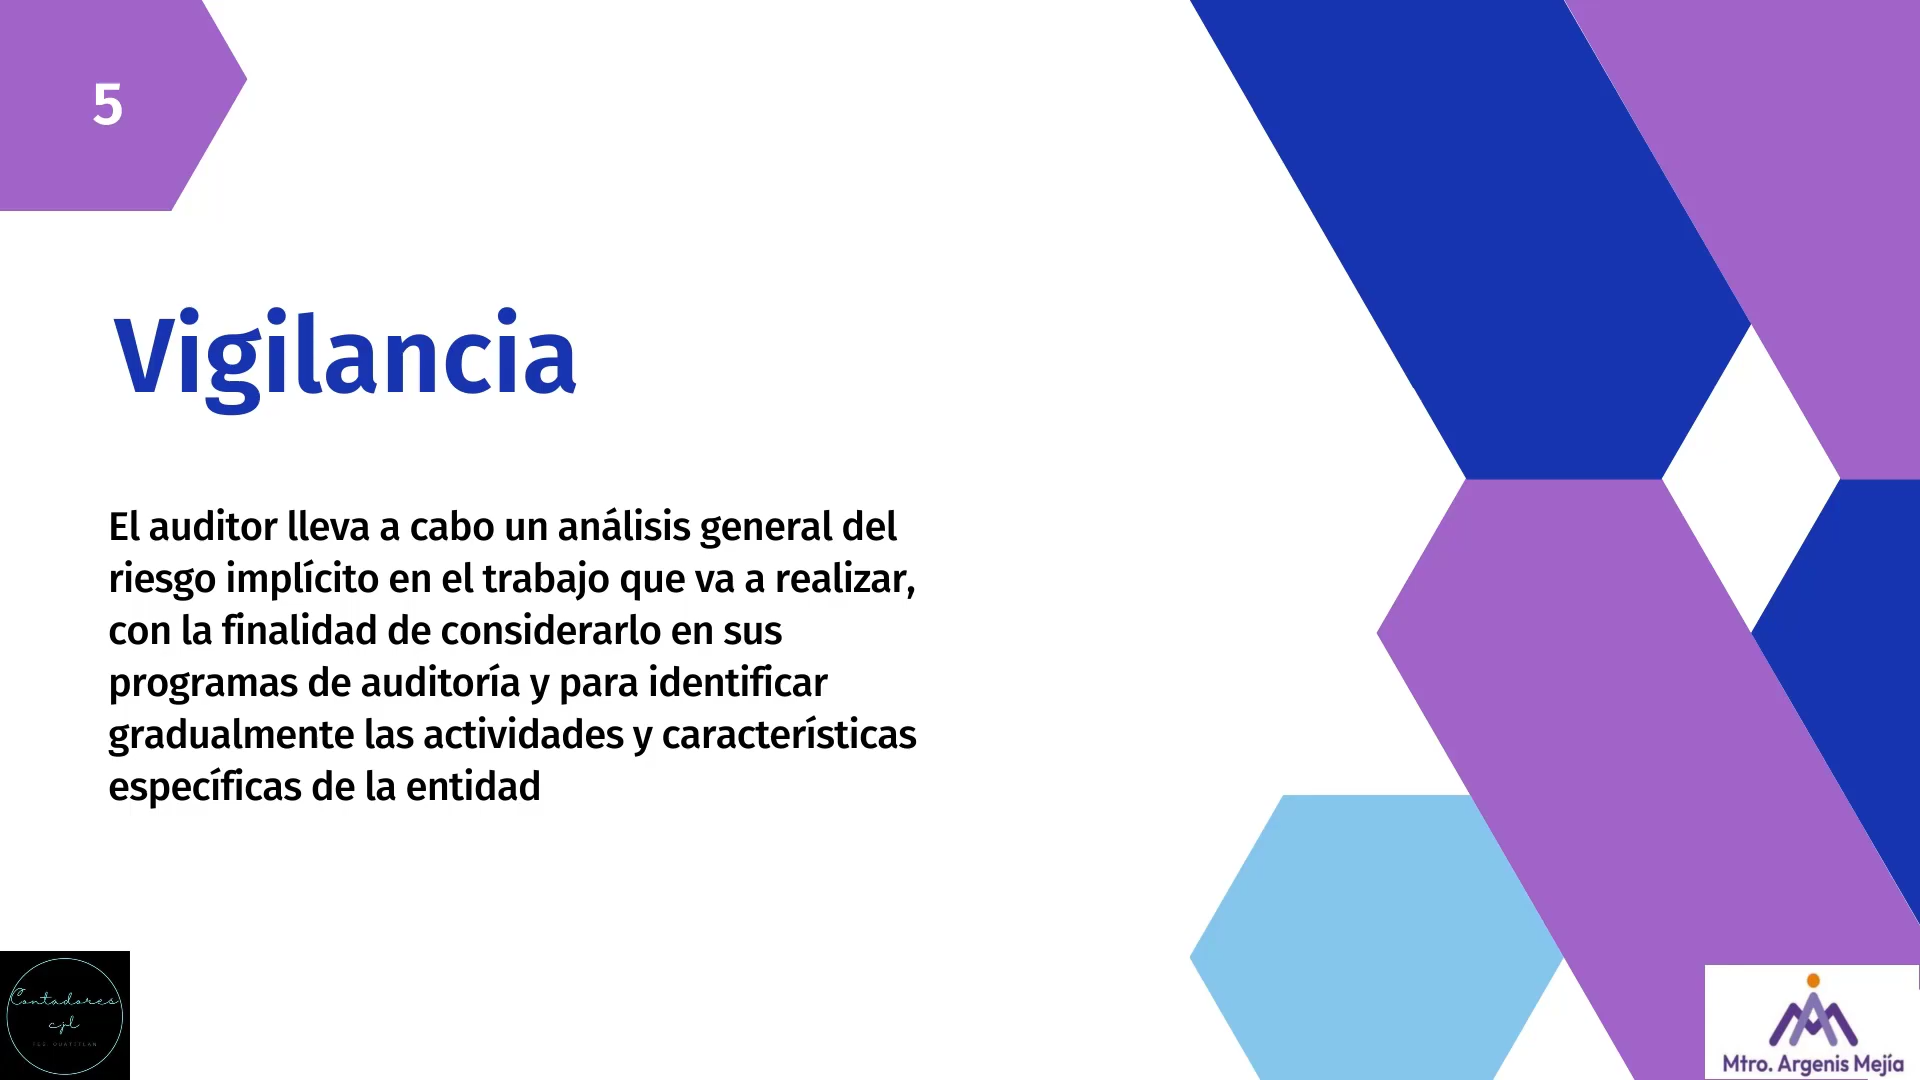 5
Vigilancia
El auditor lleva a cabo un análisis general del
riesgo implícito en el trabajo que va a realizar,
con la finalidad de considerarlo en sus
programas de auditoría y para identificar
gradualmente las actividades y características
específicas de la entidad
Contadores
cjl
Mtro. Argenis Mejía